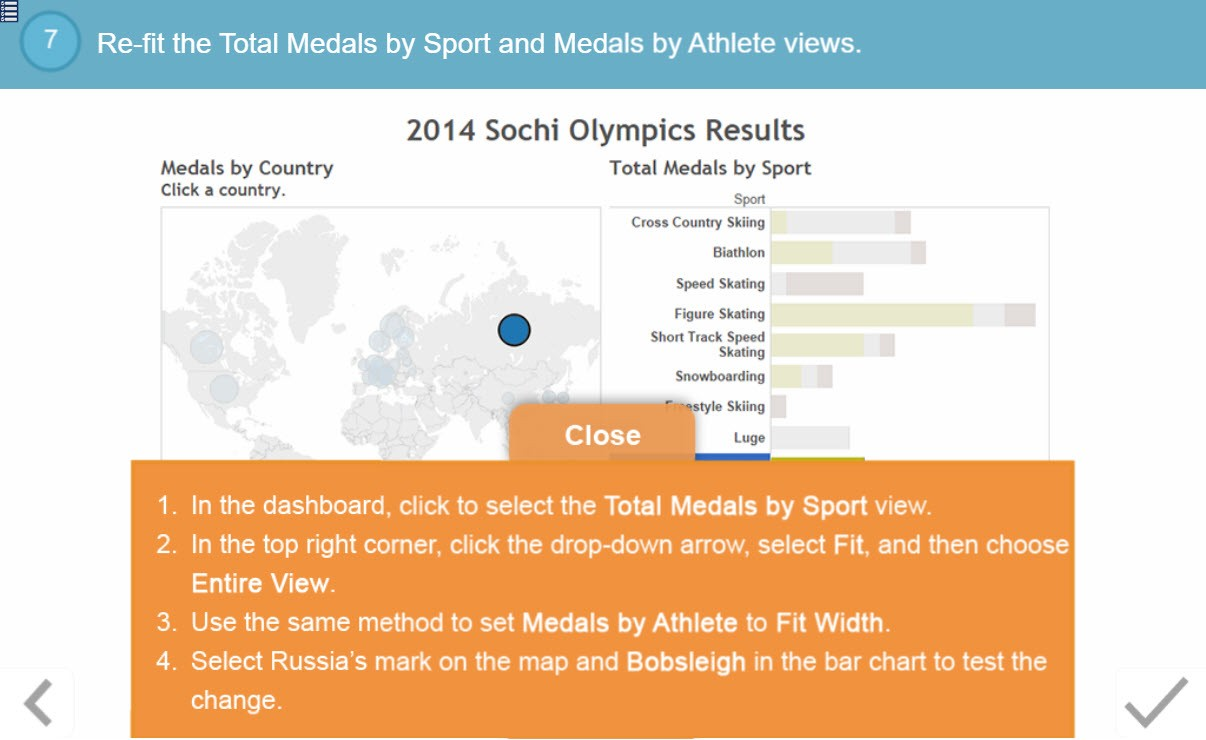 7
Re-fit the Total Medals by Sport and Medals by Athlete views.
2014 Sochi Olympics Results
Medals by Country
Click a country.
Total Medals by Sport
Sport
Cross Country Skiing
Biathlon
Speed Skating
Figure Skating
Short Track Speed
Skating
Snowboarding
Freestyle Skiing
Luge
Close
1. In the dashboard, click to select the Total Medals by Sport view.
2. In the top right corner, click the drop-down arrow, select Fit, and then choose
Entire View.
3. Use the same method to set Medals by Athlete to Fit Width.
4. Select Russia’s mark on the map and Bobsleigh in the bar chart to test the
change.